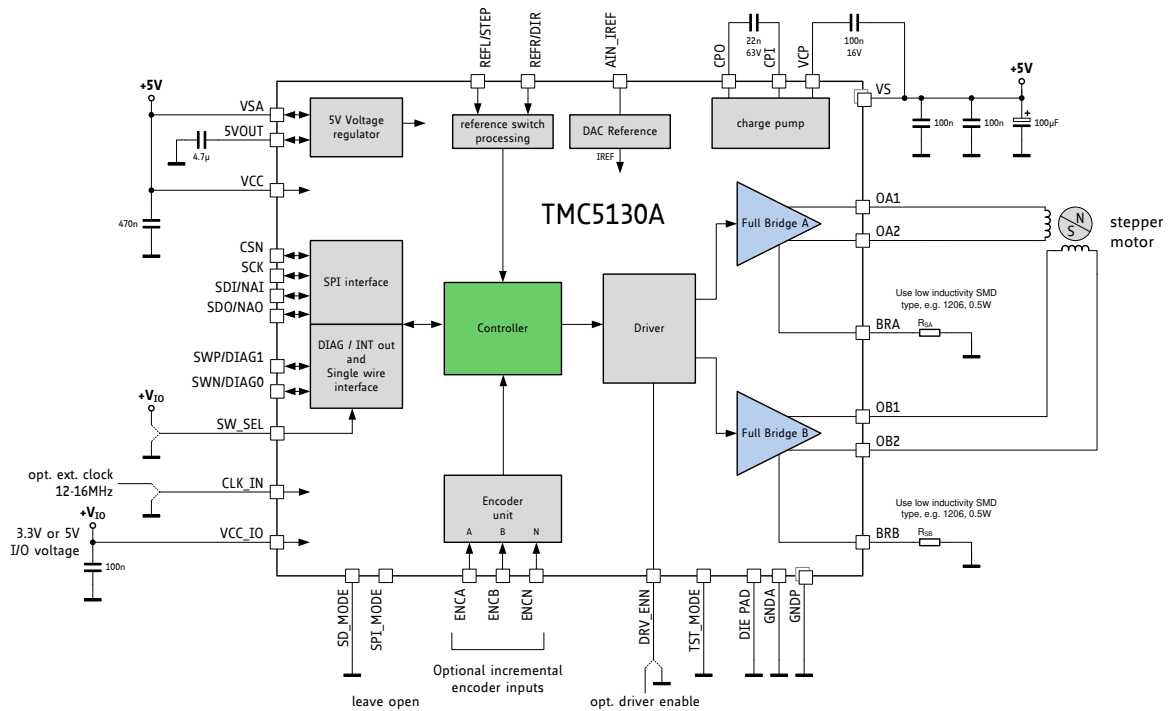 REFL/STEP
REFR/DIR
AIN_IREF
CPO
22n
63V
CPI
VCP
100n
16V
+5V
VSA
5VOUT
4.7µ
5V Voltage
regulator
reference switch
processing
DAC Reference
IREF
charge pump
VS
+5V
100n
100n
+
100µF
VCC
470n
TMC5130A
Full Bridge A
OA1
OA2
N
S
stepper
motor
CSN
SCK
SDI/NAI
SDO/NAO
SPI interface
Controller
Driver
Use low inductivity SMD
type, e.g. 1206, 0.5W
BRA
RSA
SWP/DIAG1
SWN/DIAG0
DIAG / INT out
and
Single wire
interface
+VIO
SW_SEL
Full Bridge B
OB1
OB2
opt. ext. clock
12-16MHz
CLK_IN
Encoder
unit
A
B
N
Use low inductivity SMD
type, e.g. 1206, 0.5W
BRB
RSB
+VIO
3.3V or 5V
I/O voltage
VCC_IO
100n
SD_MODE
SPI_MODE
ENCA
ENCB
ENCN
DRV_ENN
TST_MODE
DIE PAD
GNDA
GNDP
Optional incremental
encoder inputs
leave open
opt. driver enable